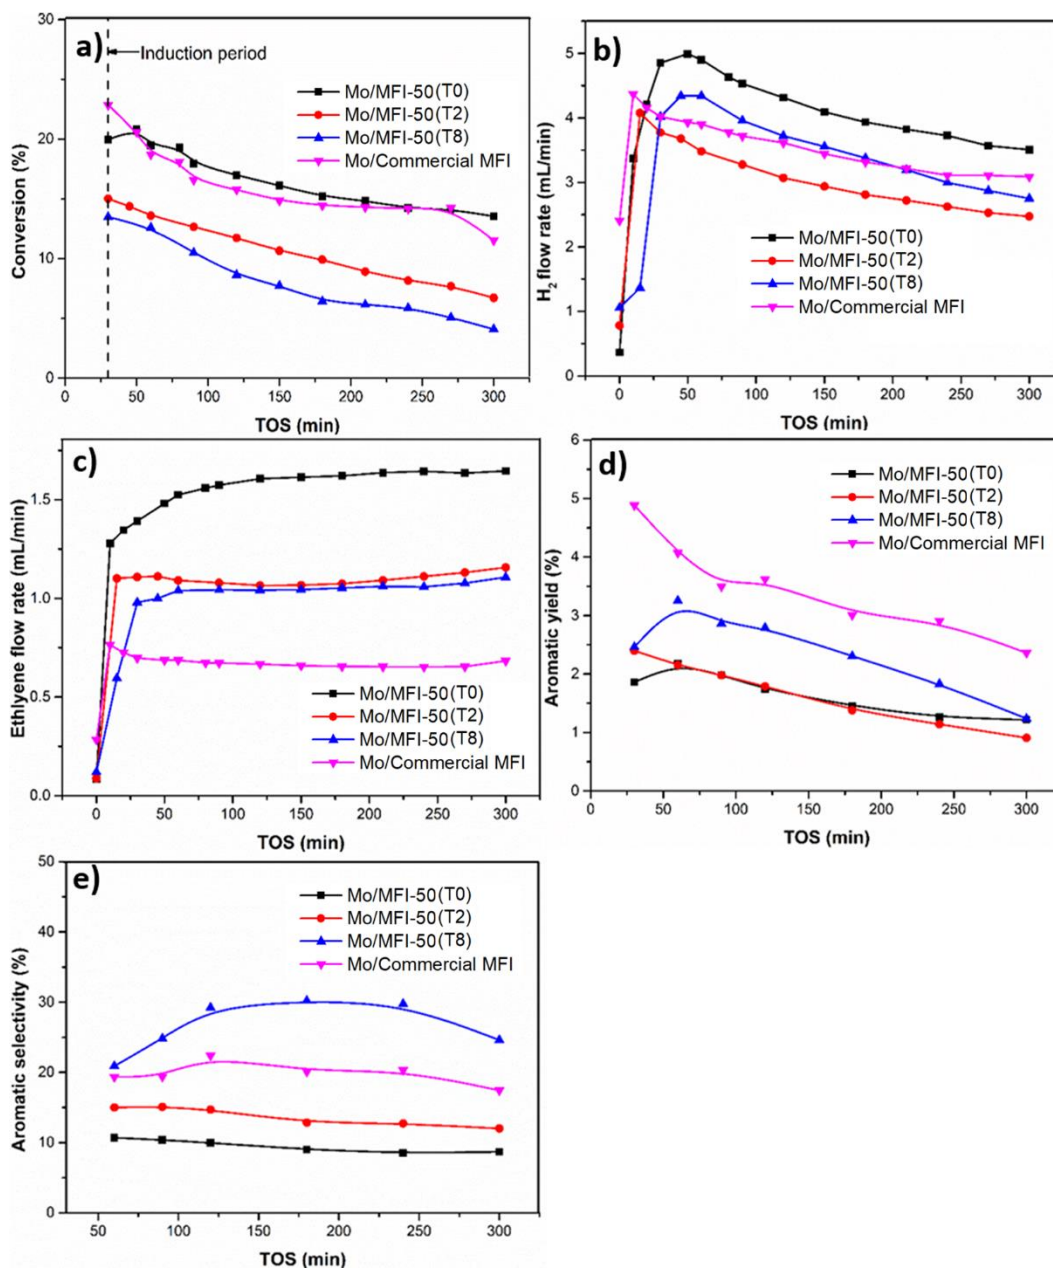 a)
Induction period
Mo/MFI-50(T0)
Mo/MFI-50(T2)
Mo/MFI-50(T8)
Mo/Commercial MFI
Conversion (%)
30
20
10
0
0
50
100
150
200
250
300
TOS (min)
b)
Mo/MFI-50(T0)
Mo/MFI-50(T2)
Mo/MFI-50(T8)
Mo/Commercial MFI
H2 flow rate (mL/min)
5
4
3
2
1
0
0
50
100
150
200
250
300
TOS (min)
c)
Mo/MFI-50(T0)
Mo/MFI-50(T2)
Mo/MFI-50(T8)
Mo/Commercial MFI
Ethlyene flow rate (mL/min)
1.5
1.0
0.5
0.0
0
50
100
150
200
250
300
TOS (min)
d)
Mo/MFI-50(T0)
Mo/MFI-50(T2)
Mo/MFI-50(T8)
Mo/Commercial MFI
Aromatic yield (%)
6
5
4
3
2
1
0
0
50
100
150
200
250
300
TOS (min)
e)
Mo/MFI-50(T0)
Mo/MFI-50(T2)
Mo/MFI-50(T8)
Mo/Commercial MFI
Aromatic selectivity (%)
50
40
30
20
10
0
50
100
150
200
250
300
TOS (min)